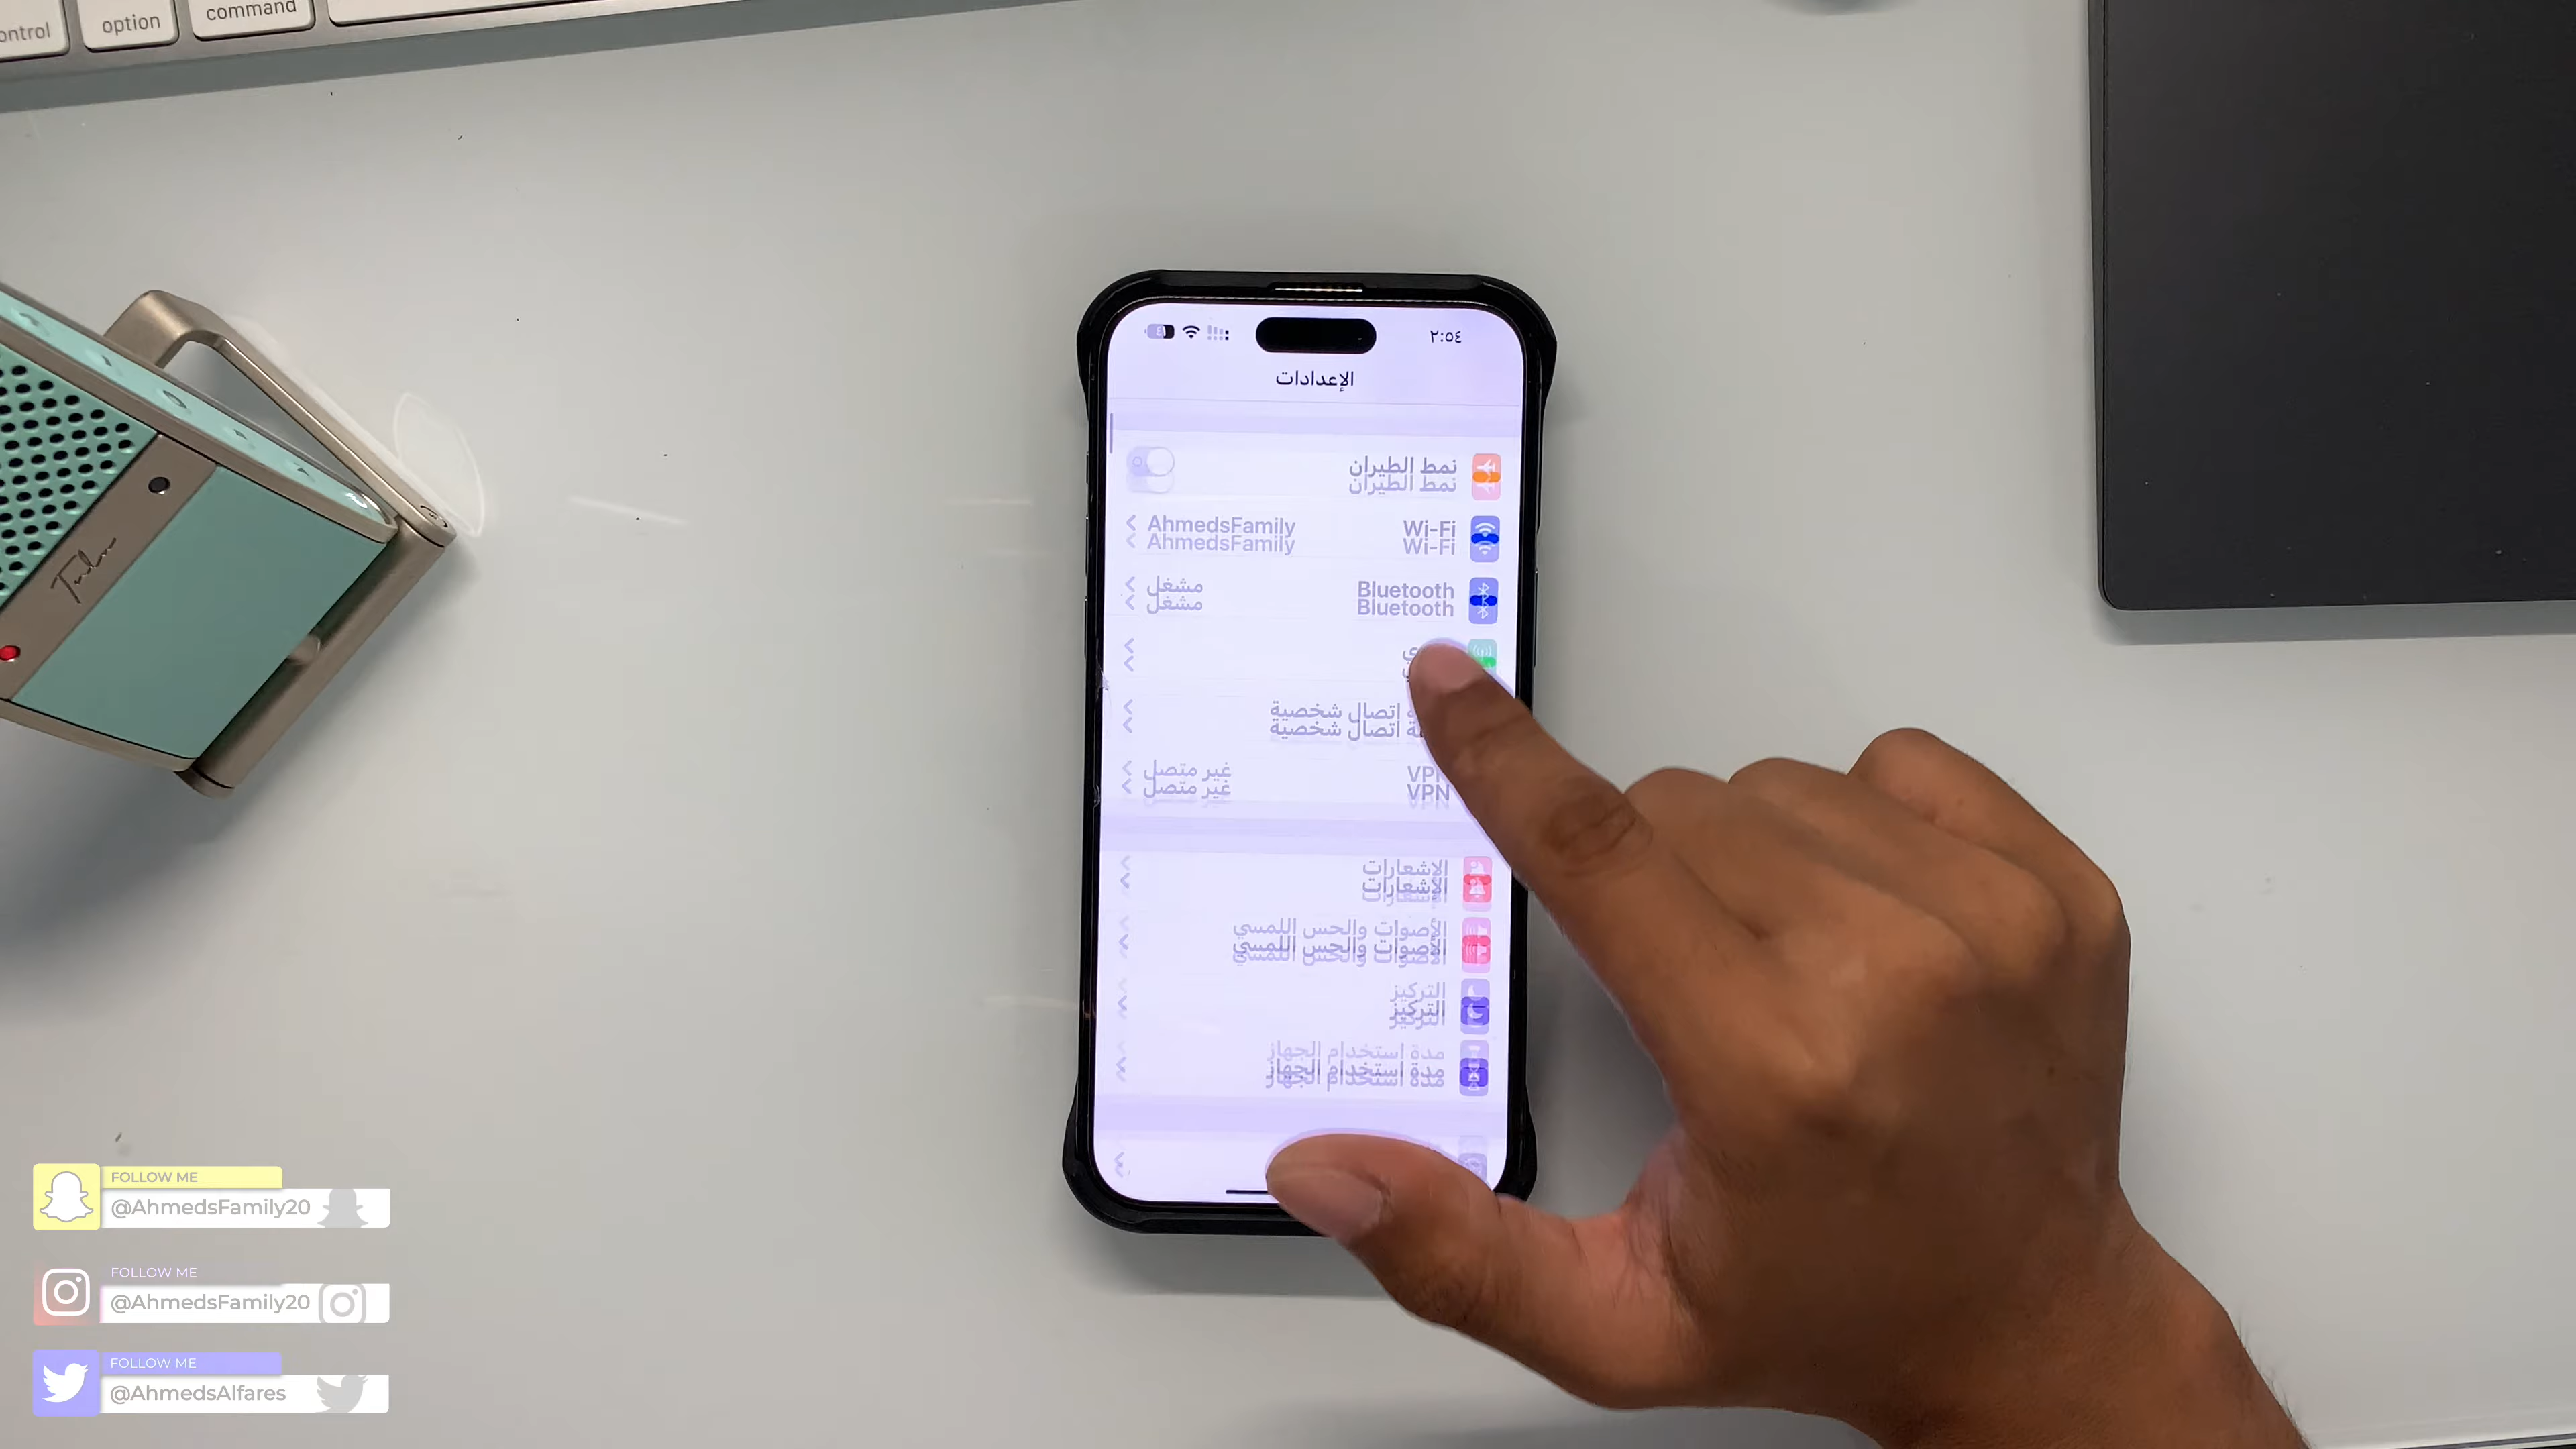 option
command
٢:٥٤
الإعدادات
نمط الطيران
Wi-Fi AhmedsFamily
Bluetooth مشغل
اتصال شخصية
VPN غير متصل
الإشعارات
الأصوات والحس اللمسي
التركيز
مدة استخدام الجهاز
FOLLOW ME
@AhmedsFamily20
FOLLOW ME
@AhmedsFamily20
FOLLOW ME
@AhmedsAlfares